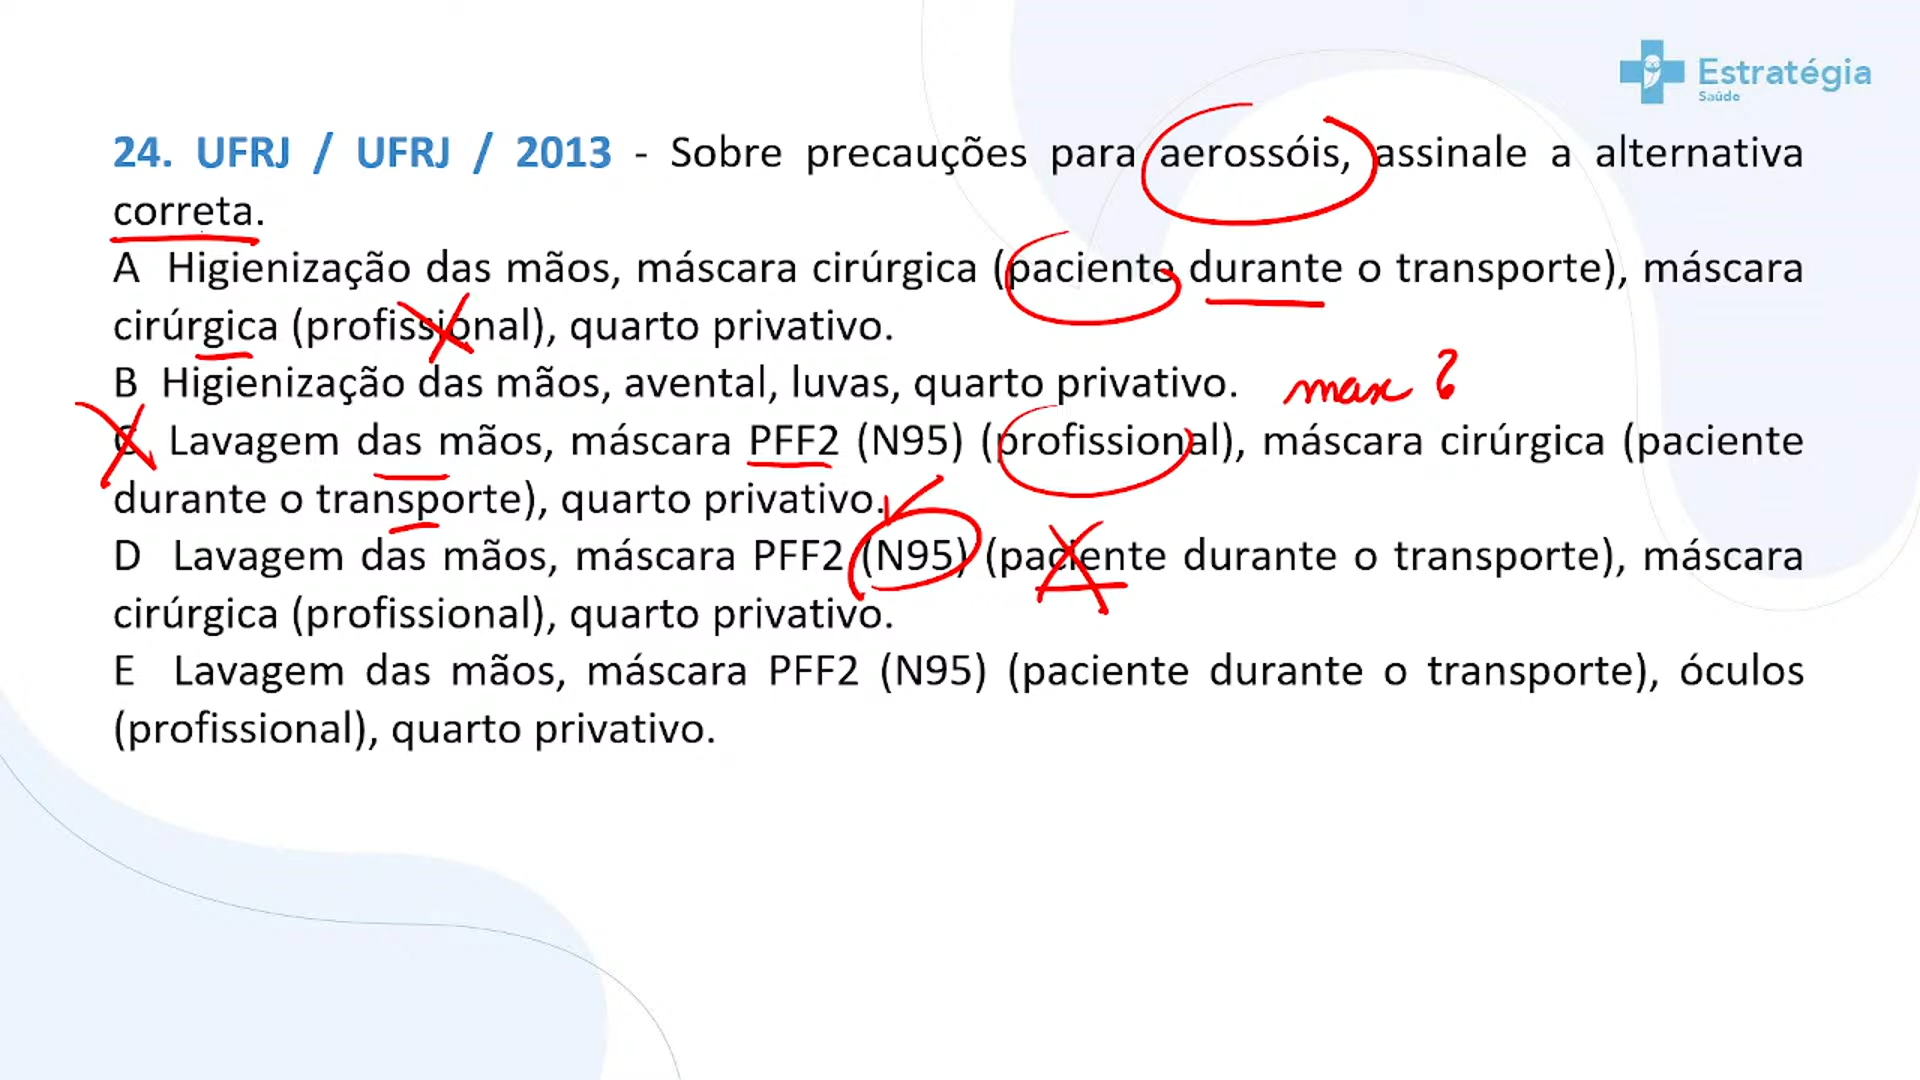 Estratégia
Saúde
24. UFRJ / UFRJ / 2013 - Sobre precauções para aerossóis, assinale a alternativa
correta.
A Higienização das mãos, máscara cirúrgica (paciente durante o transporte), máscara
cirúrgica (profissional), quarto privativo.
B Higienização das mãos, avental, luvas, quarto privativo. max ?
C Lavagem das mãos, máscara PFF2 (N95) (profissional), máscara cirúrgica (paciente
durante o transporte), quarto privativo.
D Lavagem das mãos, máscara PFF2 (N95) (paciente durante o transporte), máscara
cirúrgica (profissional), quarto privativo.
E Lavagem das mãos, máscara PFF2 (N95) (paciente durante o transporte), óculos
(profissional), quarto privativo.